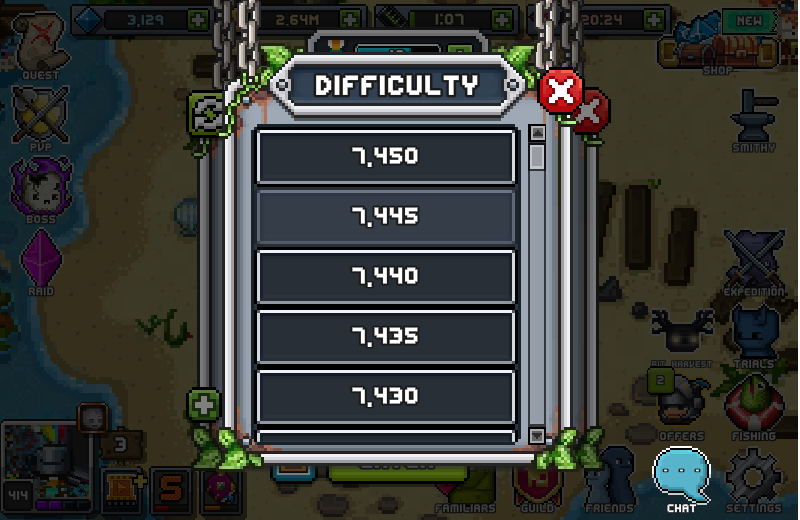 3,129
2.64M
1:07
20:24
NEW
QUEST
DIFFICULTY
SHOP
PVP
7,450
SMITHY
7,445
BOSS
7,440
RAID
EXPEDITION
7,435
TRIALS
7,430
2
OFFERS
FISHING
3
414
S
FAMILIARS
GUILD
FRIENDS
CHAT
SETTINGS